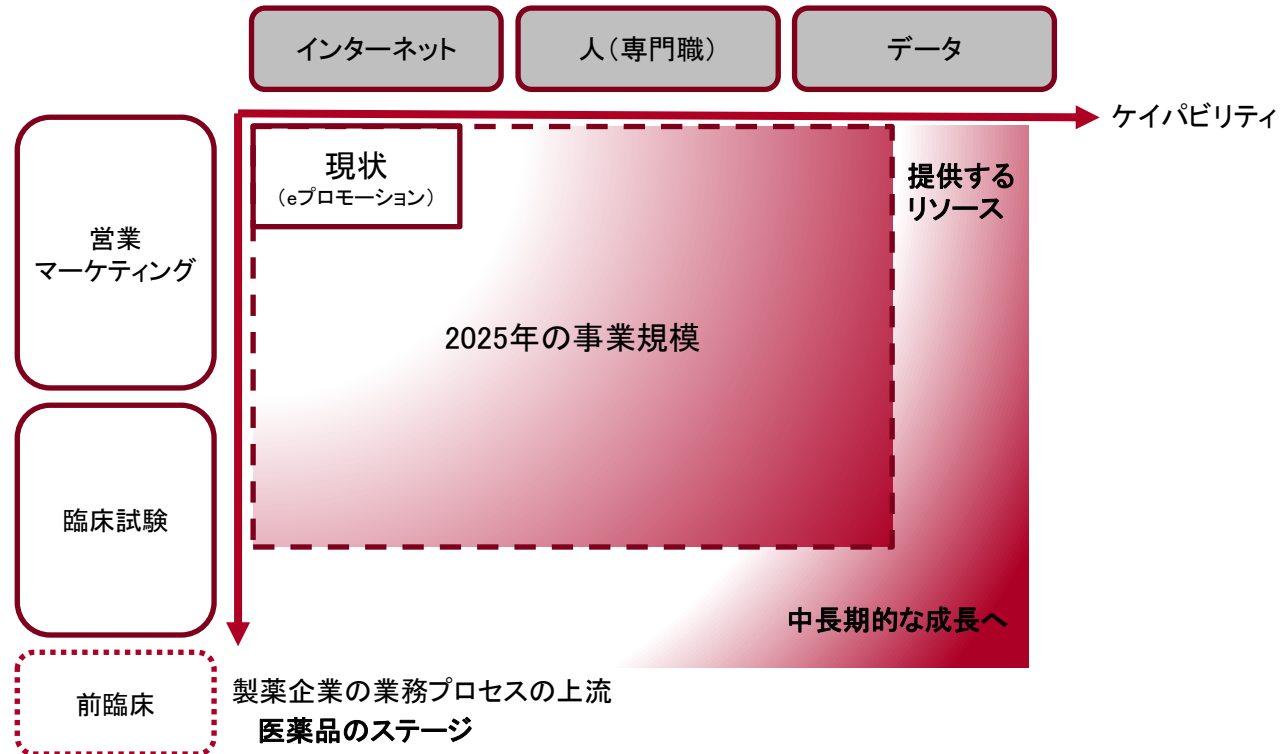 インターネット
人(専門職)
データ
ケイパビリティ
現状
(eプロモーション)
提供する
リソース
営業
マーケティング
2025年の事業規模
臨床試験
中長期的な成長へ
前臨床
製薬企業の業務プロセスの上流
医薬品のステージ